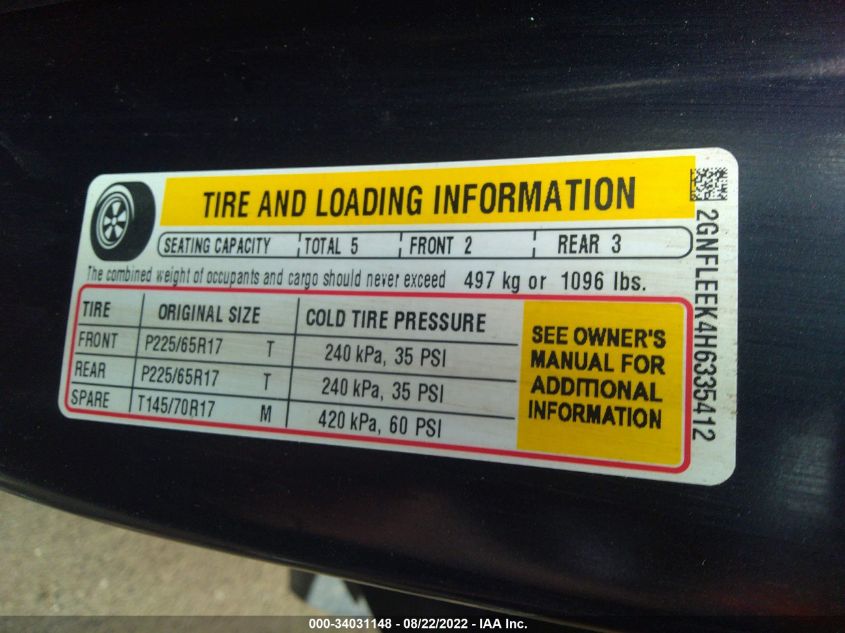 TIRE AND LOADING INFORMATION
SEATING CAPACITY TOTAL 5 FRONT 2 REAR 3
The combined weight of occupants and cargo should never exceed 497 kg or 1096 lbs.
TIRE ORIGINAL SIZE COLD TIRE PRESSURE
FRONT P225/65R17 T 240 kPa, 35 PSI
REAR P225/65R17 T 240 kPa, 35 PSI
SPARE T145/70R17 M 420 kPa, 60 PSI
SEE OWNER'S
MANUAL FOR
ADDITIONAL
INFORMATION
2GNFLEEK4H6335412
000-34031148 - 08/22/2022 - IAA Inc.